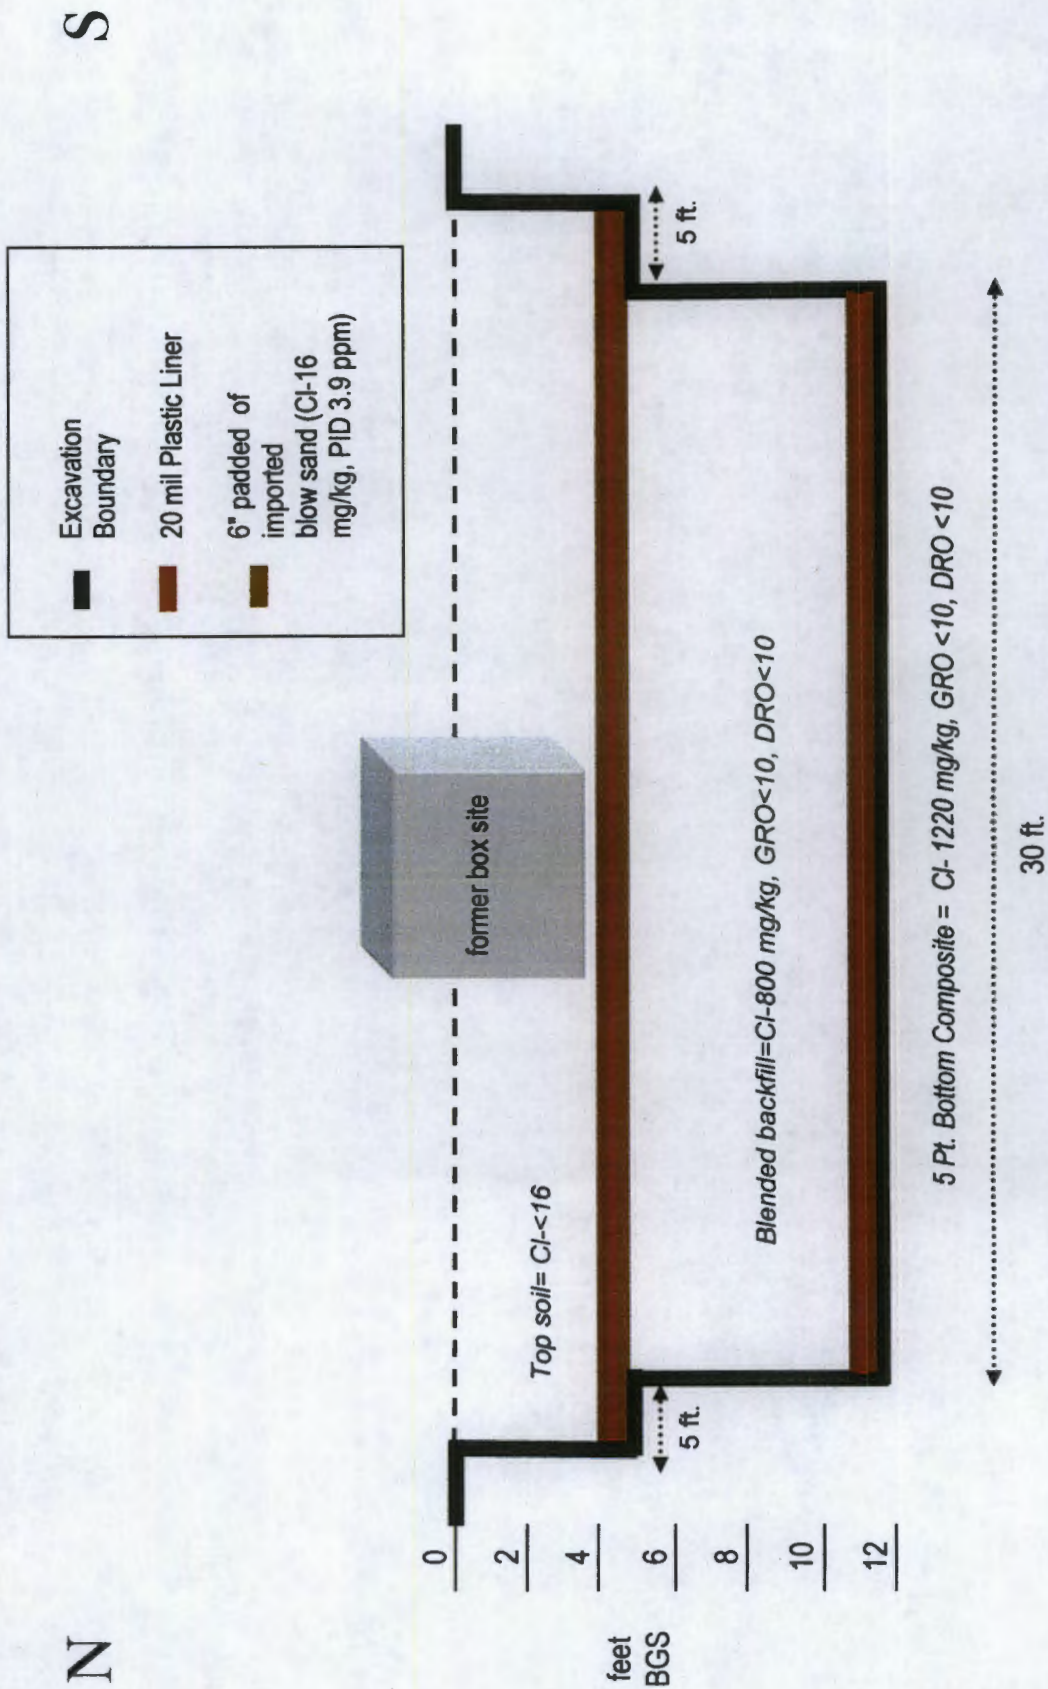 N
S
Excavation
Boundary
20 mil Plastic Liner
6" padded of
imported
blow sand (Cl-16
mg/kg, PID 3.9 ppm)
former box site
feet
BGS
0
2
4
6
8
10
12
Top soil= Cl-<16
5 ft.
5 ft.
Blended backfill=Cl-800 mg/kg, GRO<10, DRO<10
5 Pt. Bottom Composite = Cl- 1220 mg/kg, GRO <10, DRO <10
30 ft.